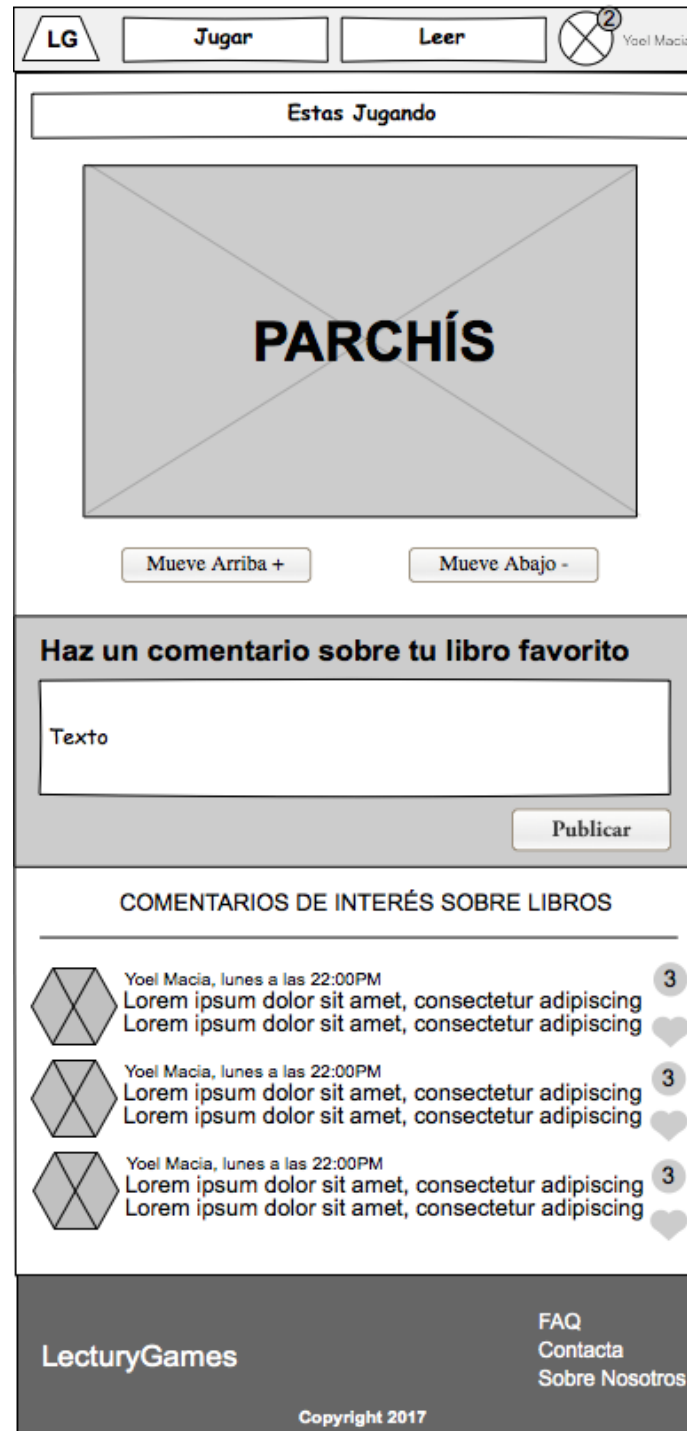 LG
Jugar
Leer
2
Yoel Macia
Estas Jugando
PARCHÍS
Mueve Arriba +
Mueve Abajo -
Haz un comentario sobre tu libro favorito
Texto
Publicar
COMENTARIOS DE INTERÉS SOBRE LIBROS
Yoel Macia, lunes a las 22:00PM
3
Lorem ipsum dolor sit amet, consectetur adipiscing
Lorem ipsum dolor sit amet, consectetur adipiscing
Yoel Macia, lunes a las 22:00PM
3
Lorem ipsum dolor sit amet, consectetur adipiscing
Lorem ipsum dolor sit amet, consectetur adipiscing
Yoel Macia, lunes a las 22:00PM
3
Lorem ipsum dolor sit amet, consectetur adipiscing
Lorem ipsum dolor sit amet, consectetur adipiscing
LecturyGames
FAQ
Contacta
Sobre Nosotros
Copyright 2017